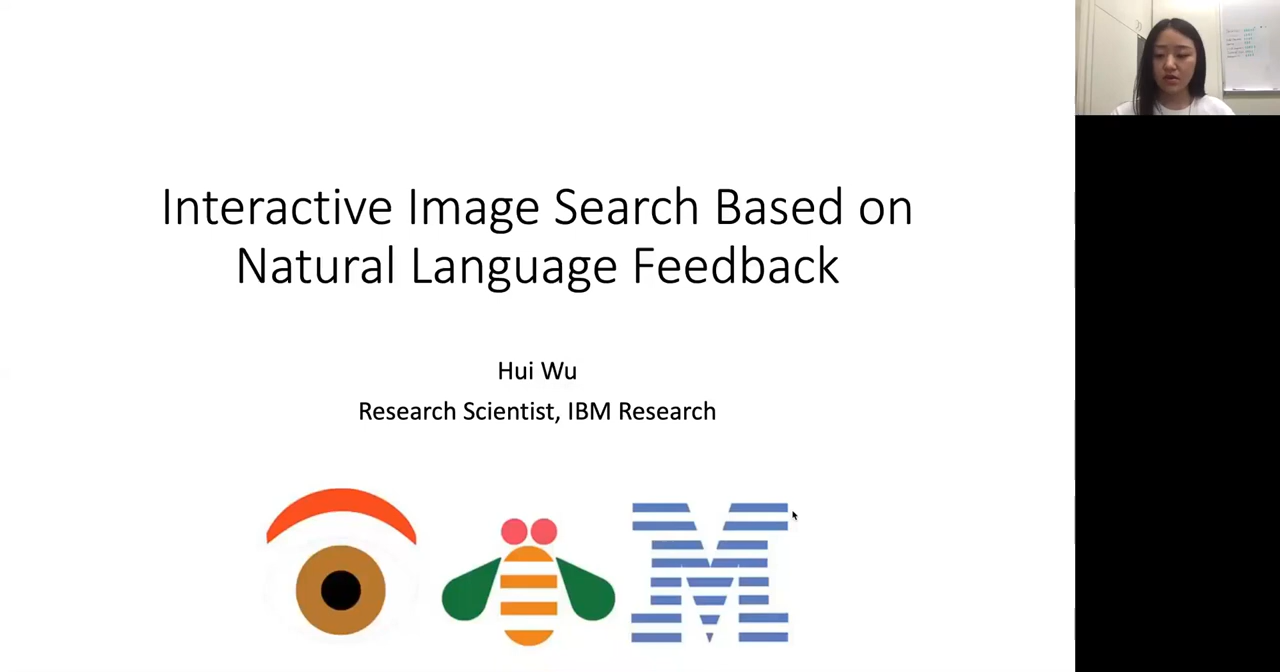 Interactive Image Search Based on
Natural Language Feedback
Hui Wu
Research Scientist, IBM Research
M